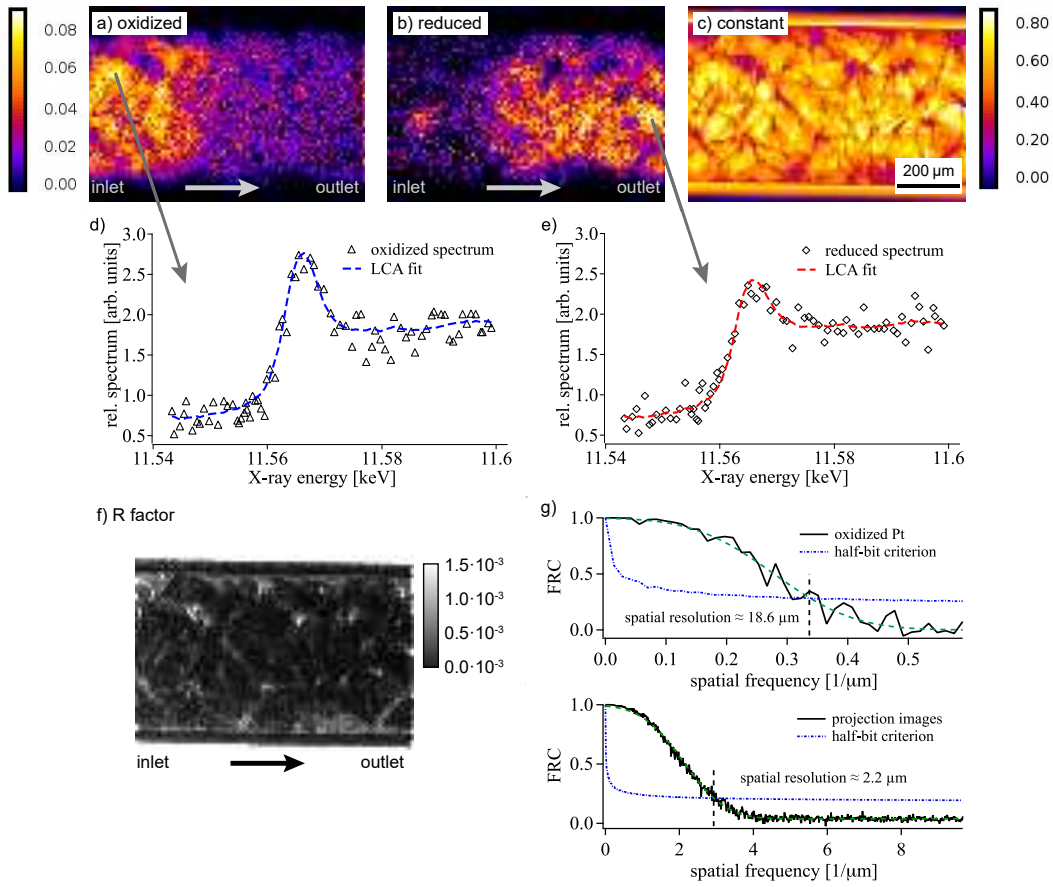 a) oxidized
b) reduced
c) constant
0.08
0.06
0.04
0.02
0.00
0.80
0.60
0.40
0.20
0.00
inlet
outlet
inlet
outlet
200 µm
d)
3.0
2.5
2.0
1.5
1.0
0.5
rel. spectrum [arb. units]
oxidized spectrum
LCA fit
11.54
11.56
11.58
11.6
X-ray energy [keV]
e)
3.0
2.5
2.0
1.5
1.0
0.5
rel. spectrum [arb. units]
reduced spectrum
LCA fit
11.54
11.56
11.58
11.6
X-ray energy [keV]
f) R factor
1.5·10⁻³
1.0·10⁻³
5.0·10⁻³
0.0·10⁻³
inlet
outlet
g)
1.0
0.5
0.0
FRC
oxidized Pt
half-bit criterion
spatial resolution ≈ 18.6 µm
0.0
0.1
0.2
0.3
0.4
0.5
spatial frequency [1/µm]
1.0
0.5
0.0
FRC
projection images
half-bit criterion
spatial resolution ≈ 2.2 µm
0
2
4
6
8
spatial frequency [1/µm]